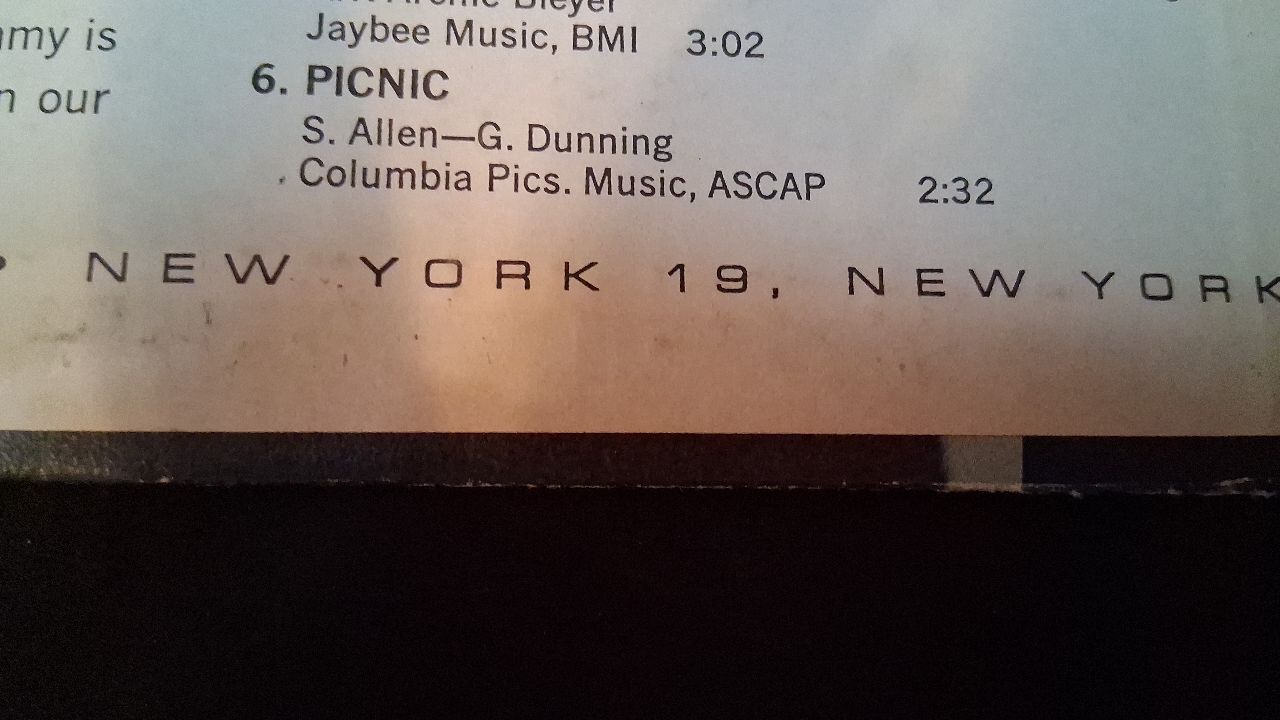 is
our
Bleyer
Jaybee Music, BMI 3:02
6. PICNIC
S. Allen—G. Dunning
Columbia Pics. Music, ASCAP 2:32
NEW YORK 19, NEW YORK